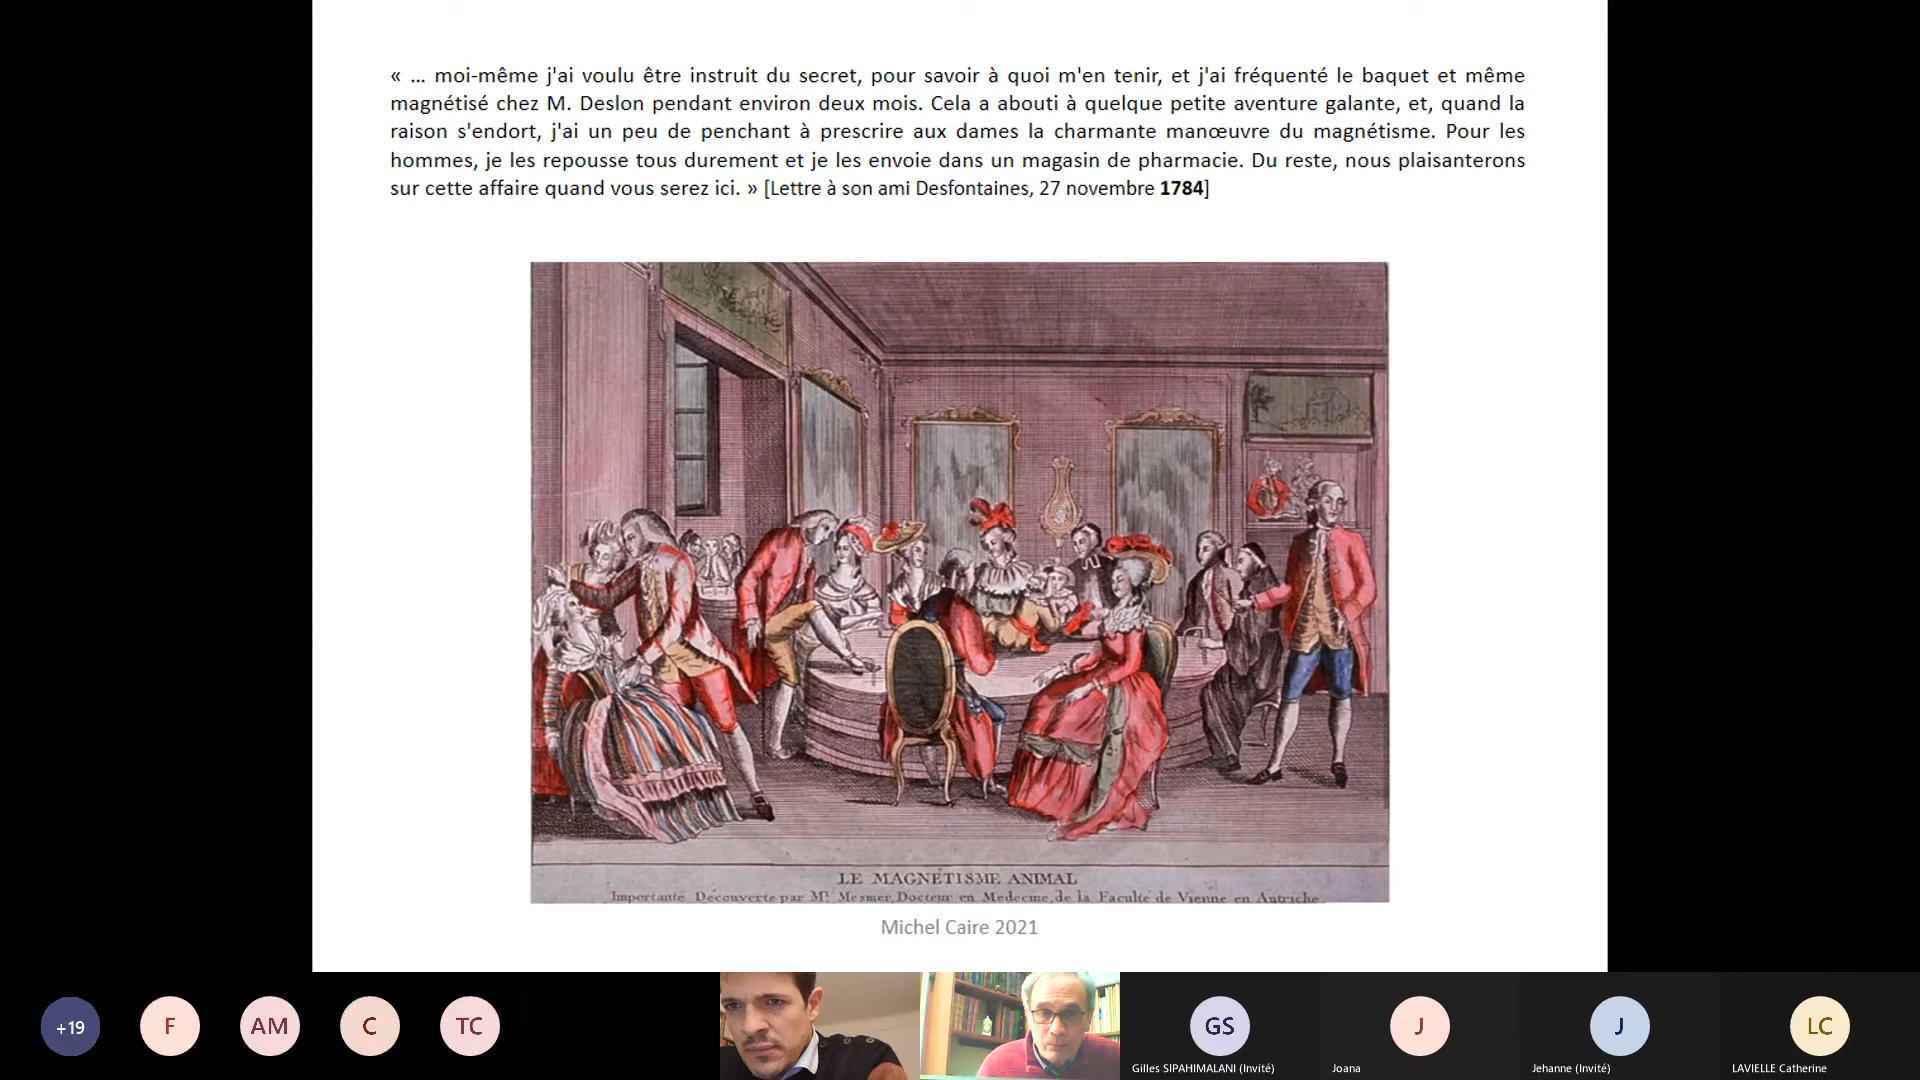 « ... moi-même j'ai voulu être instruit du secret, pour savoir à quoi m'en tenir, et j'ai fréquenté le baquet et même
magnétisé chez M. Deslon pendant environ deux mois. Cela a abouti à quelque petite aventure galante, et, quand la
raison s'endort, j'ai un peu de penchant à prescrire aux dames la charmante manœuvre du magnétisme. Pour les
hommes, je les repousse tous durement et je les envoie dans un magasin de pharmacie. Du reste, nous plaisanterons
sur cette affaire quand vous serez ici. » [Lettre à son ami Desfontaines, 27 novembre 1784]
LE MAGNÉTISME ANIMAL
Importante Découverte par Mr. Mesmer, Docteur en Medecine, de la Faculté de Vienne en Autriche.
Michel Caire 2021
+19
F
AM
C
TC
GS
J
J
LC
Gilles SIPAHIMALANI (Invité)
Joana
Jehanne (Invité)
LAVIELLE Catherine